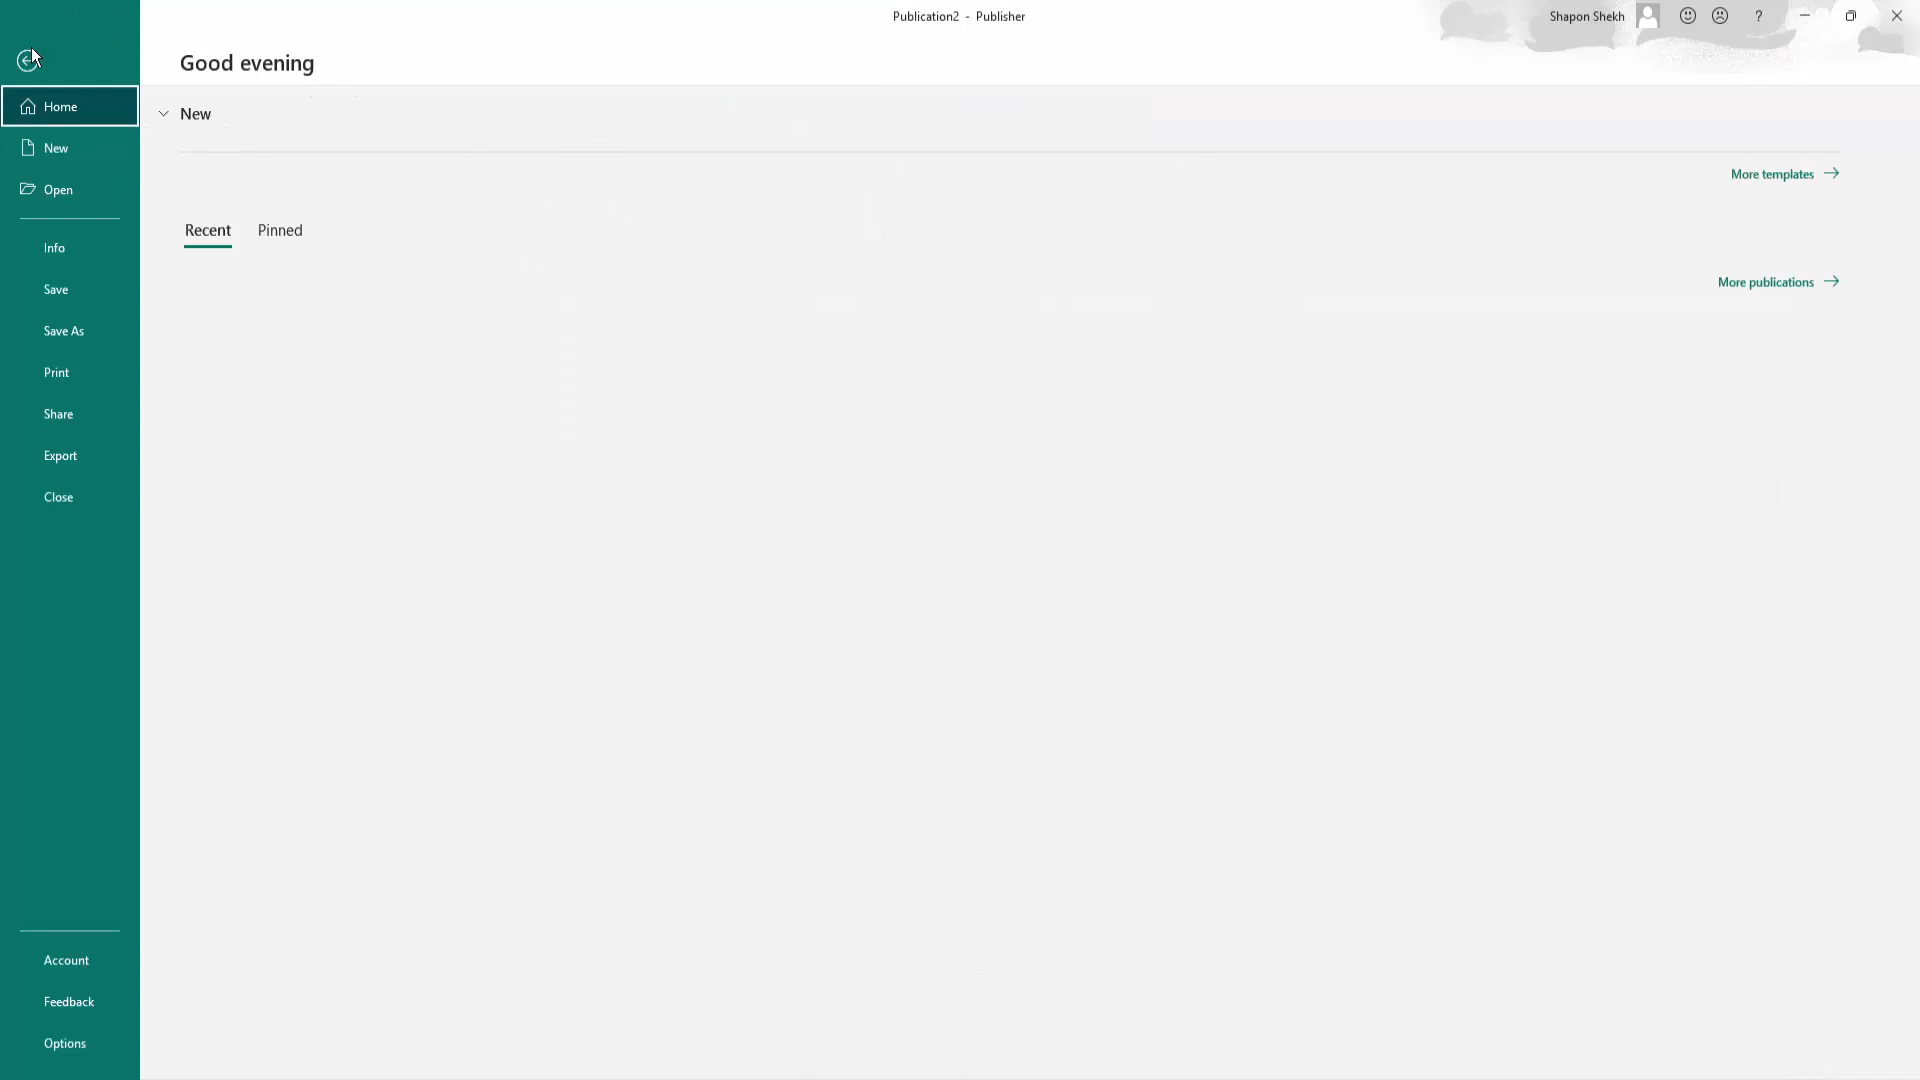 Publication2 - Publisher
Shapon Shekh
?
Good evening
Home
New
Open
Info
Save
Save As
Print
Share
Export
Close
Account
Feedback
Options
New
More templates
Recent Pinned
More publications